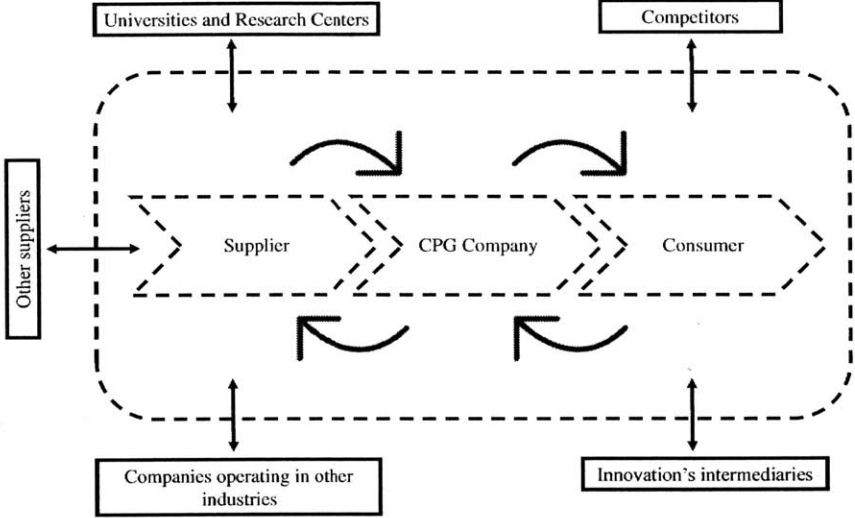 Universities and Research Centers
Competitors
Other suppliers
Supplier
CPG Company
Consumer
Companies operating in other
industries
Innovation's intermediaries